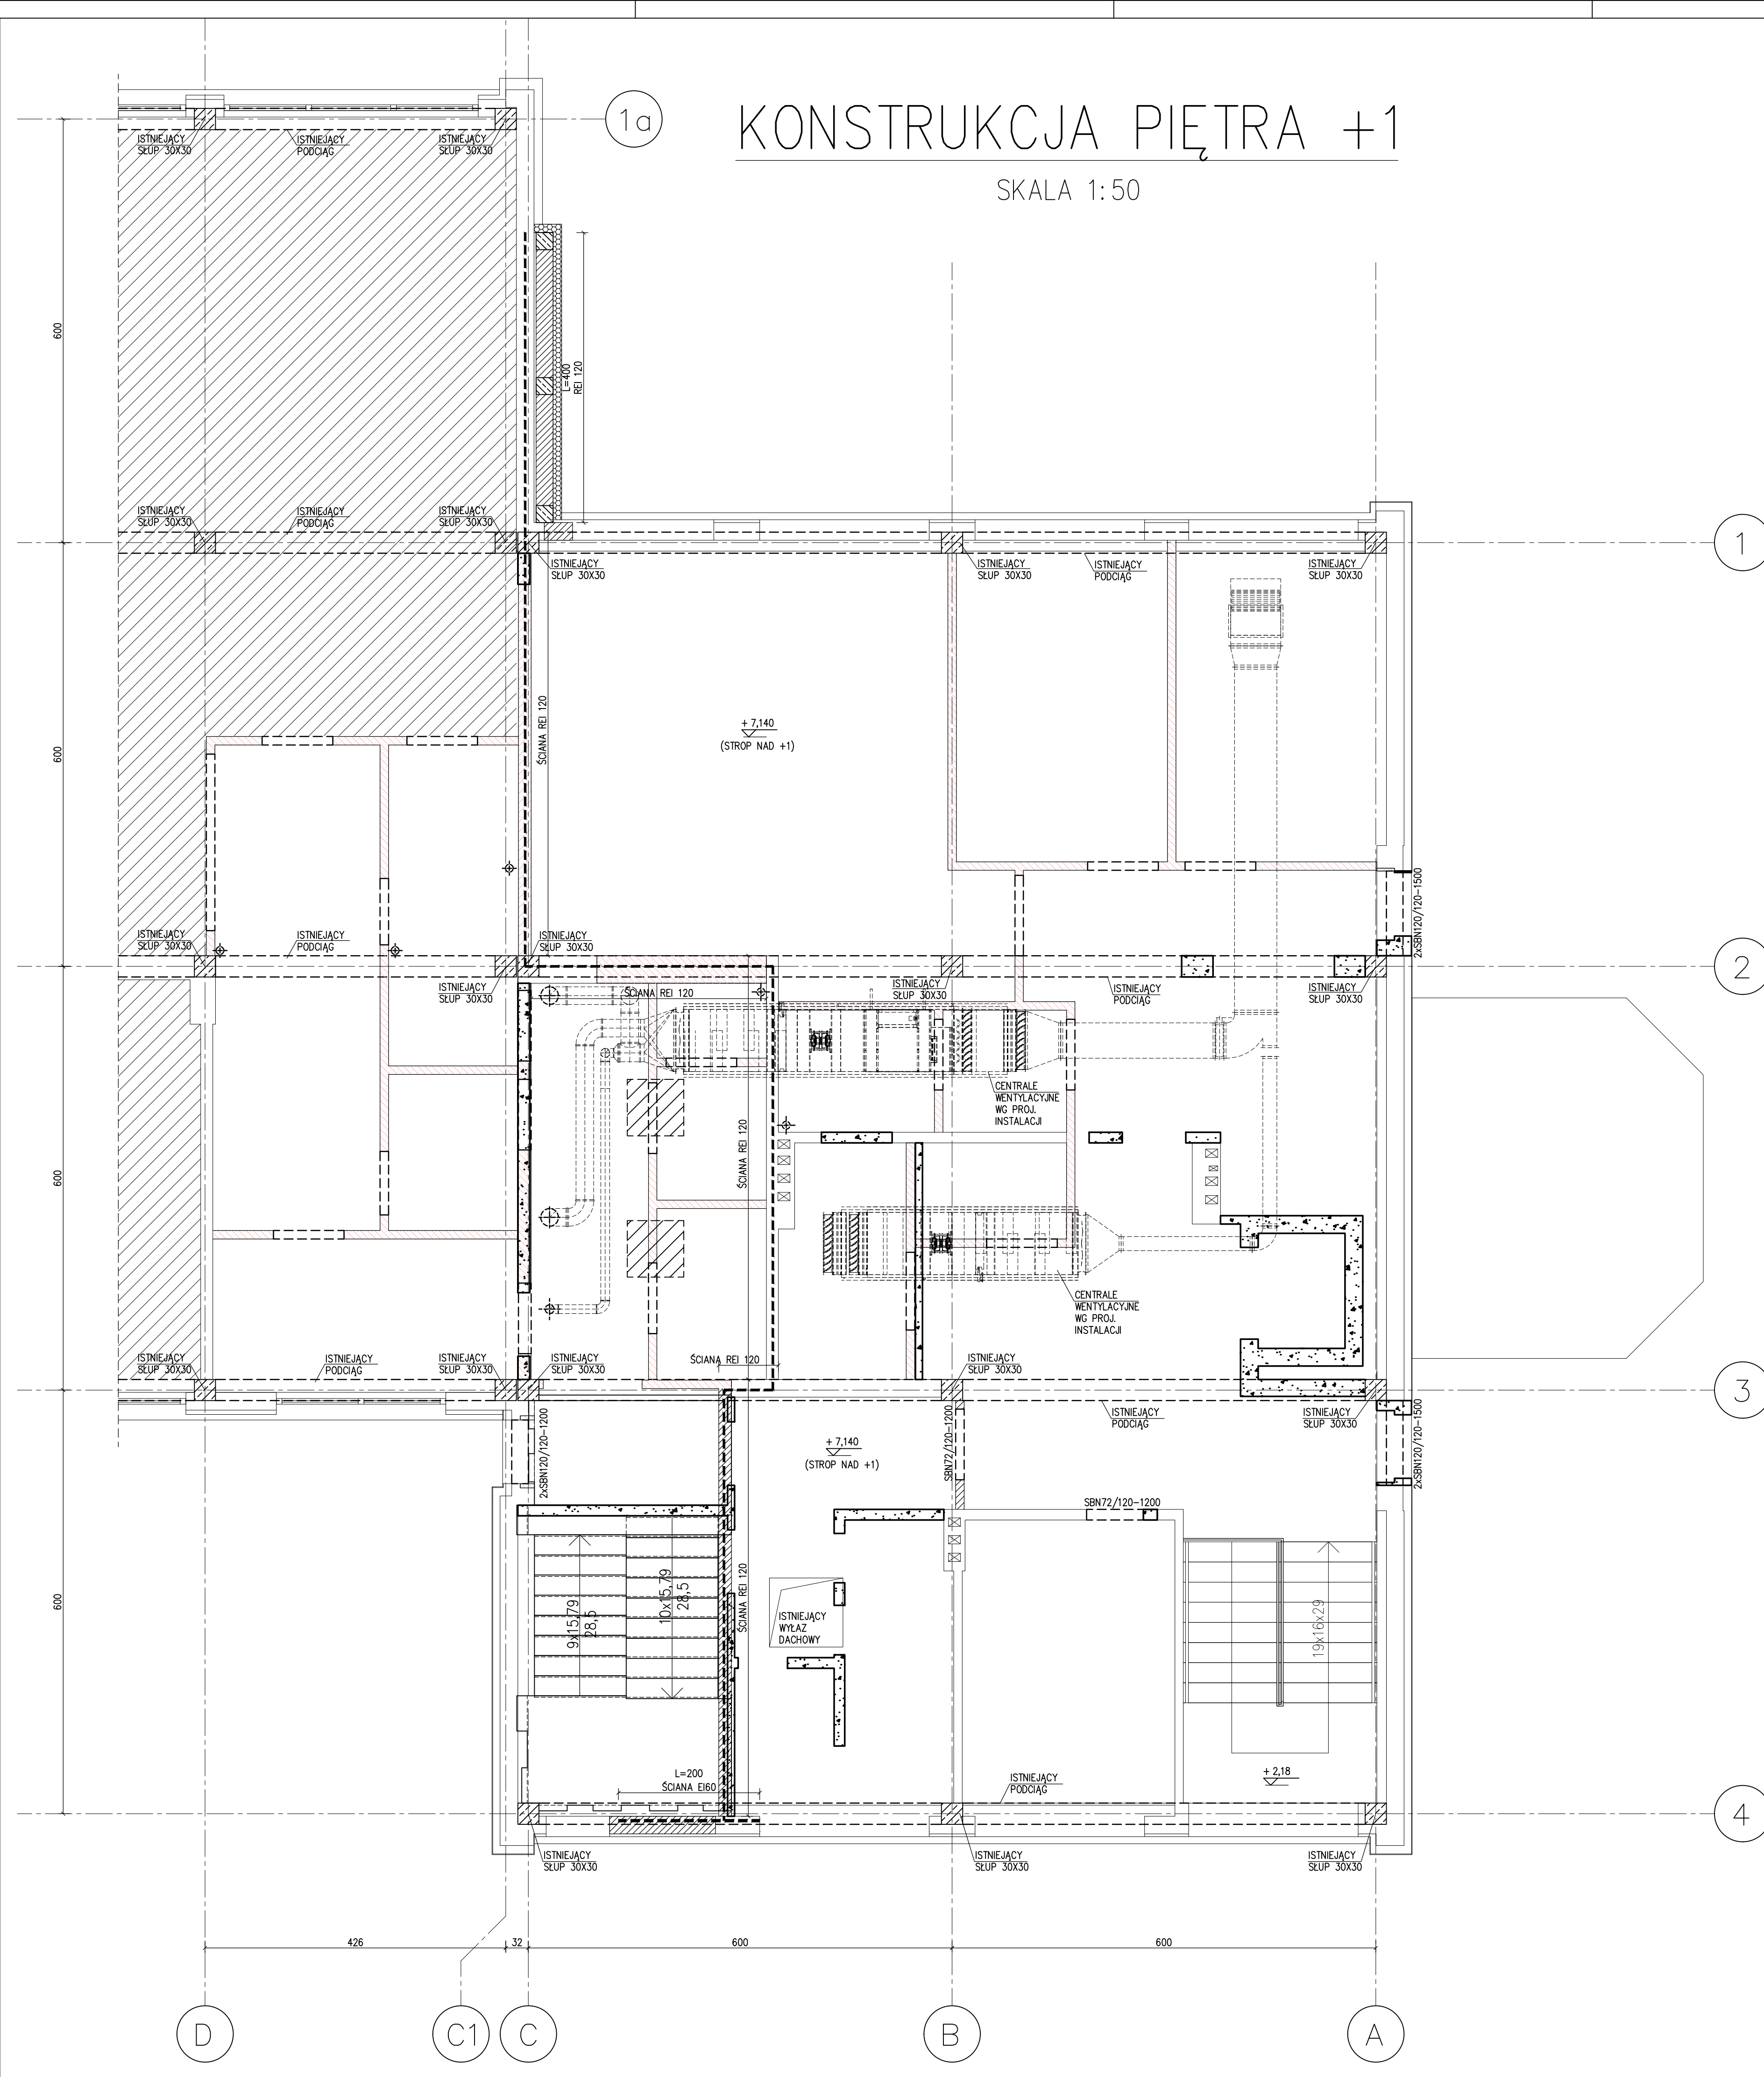 1a
KONSTRUKCJA PIĘTRA +1
SKALA 1:50
ISTNIEJĄCY
SŁUP 30X30
ISTNIEJĄCY
PODCIĄG
ISTNIEJĄCY
SŁUP 30X30
600
L=400
REI 120
ISTNIEJĄCY
SŁUP 30X30
ISTNIEJĄCY
PODCIĄG
ISTNIEJĄCY
SŁUP 30X30
1
ISTNIEJĄCY
SŁUP 30X30
ISTNIEJĄCY
SŁUP 30X30
ISTNIEJĄCY
PODCIĄG
ISTNIEJĄCY
SŁUP 30X30
600
ŚCIANA REI 120
+ 7,140
(STROP NAD +1)
2xSBN120/120-1500
ISTNIEJĄCY
SŁUP 30X30
ISTNIEJĄCY
PODCIĄG
ISTNIEJĄCY
SŁUP 30X30
2
ISTNIEJĄCY
SŁUP 30X30
ŚCIANA REI 120
ISTNIEJĄCY
SŁUP 30X30
ISTNIEJĄCY
PODCIĄG
ISTNIEJĄCY
SŁUP 30X30
CENTRALE
WENTYLACYJNE
WG PROJ.
INSTALACJI
600
ŚCIANA REI 120
CENTRALE
WENTYLACYJNE
WG PROJ.
INSTALACJI
ISTNIEJĄCY
SŁUP 30X30
ISTNIEJĄCY
PODCIĄG
ISTNIEJĄCY
SŁUP 30X30
ISTNIEJĄCY
SŁUP 30X30
ŚCIANA REI 120
ISTNIEJĄCY
SŁUP 30X30
3
ISTNIEJĄCY
PODCIĄG
ISTNIEJĄCY
SŁUP 30X30
2xSBN120/120-1200
+ 7,140
(STROP NAD +1)
SBN72/120-1200
2xSBN120/120-1500
SBN72/120-1200
600
9x15,79
28,5
10x15,79
28,5
ŚCIANA REI 120
ISTNIEJĄCY
WYŁAZ
DACHOWY
19x16x29
L=200
ŚCIANA EI60
ISTNIEJĄCY
PODCIĄG
+ 2,18
4
ISTNIEJĄCY
SŁUP 30X30
ISTNIEJĄCY
SŁUP 30X30
ISTNIEJĄCY
SŁUP 30X30
426
32
600
600
D
C1
C
B
A